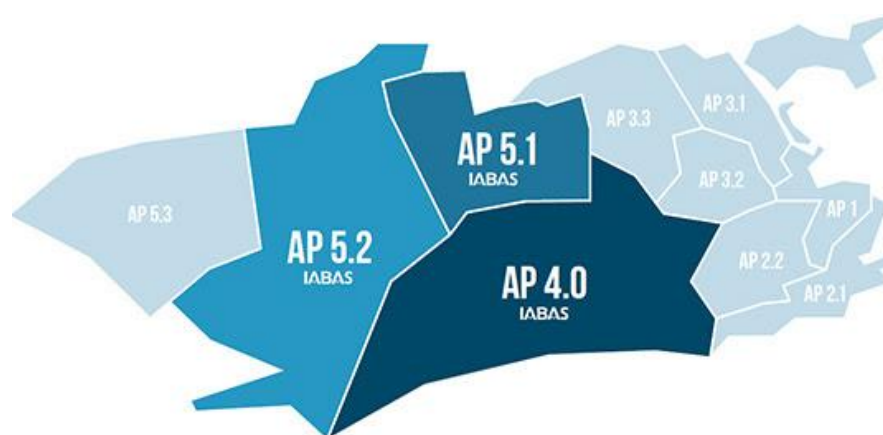 AP 3.1
AP 3.3
AP 5.1
IABAS
AP 3.2
AP 5.3
AP 1
AP 5.2
IABAS
AP 2.2
AP 4.0
IABAS
AP 2.1